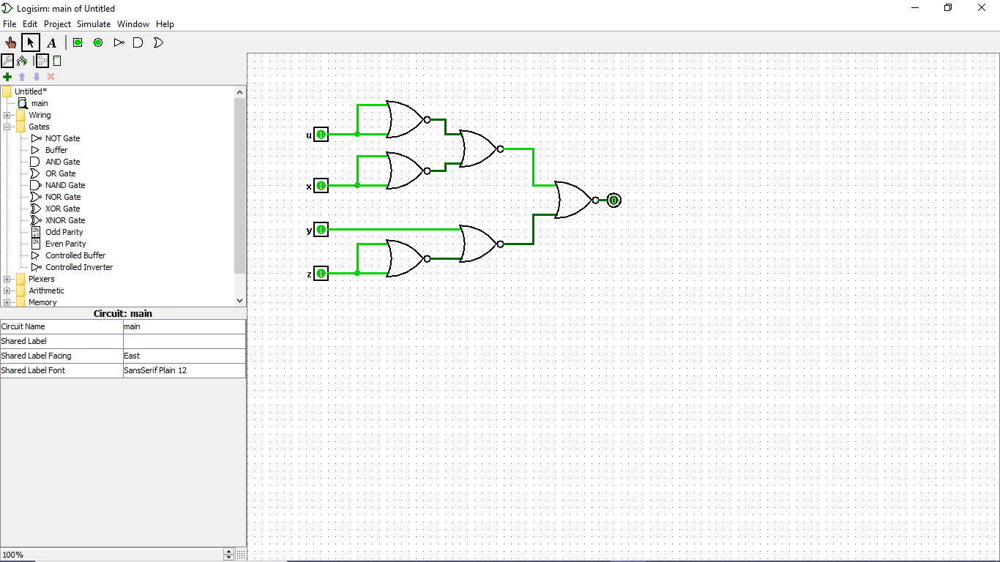 Logisim: main of Untitled
File Edit Project Simulate Window Help
A
Untitled*
main
Wiring
Gates
NOT Gate
Buffer
AND Gate
OR Gate
NAND Gate
NOR Gate
XOR Gate
XNOR Gate
Odd Parity
Even Parity
Controlled Buffer
Controlled Inverter
Plexers
Arithmetic
Memory
Circuit: main
Circuit Name main
Shared Label
Shared Label Facing East
Shared Label Font SansSerif Plain 12
100%
u 1
x 1
0
y 1
z 1